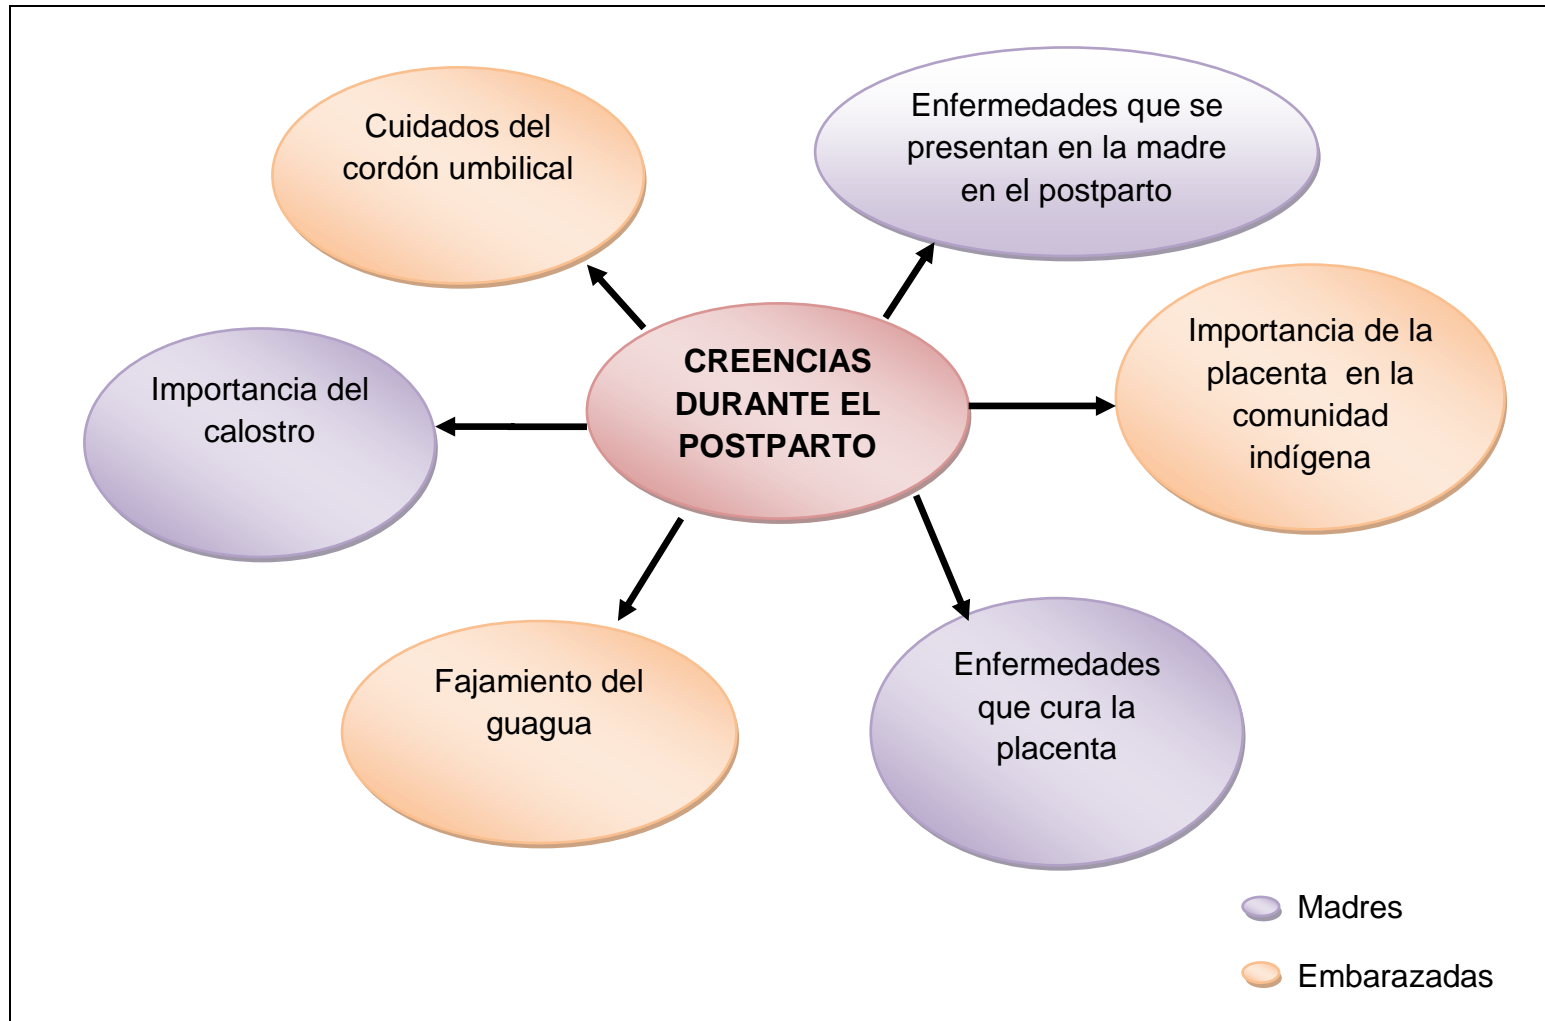 Cuidados del
cordón umbilical
Enfermedades que se
presentan en la madre
en el postparto
Importancia del
calostro
CREENCIAS
DURANTE EL
POSTPARTO
Importancia de la
placenta en la
comunidad
indígena
Fajamiento del
guagua
Enfermedades
que cura la
placenta
Madres
Embarazadas